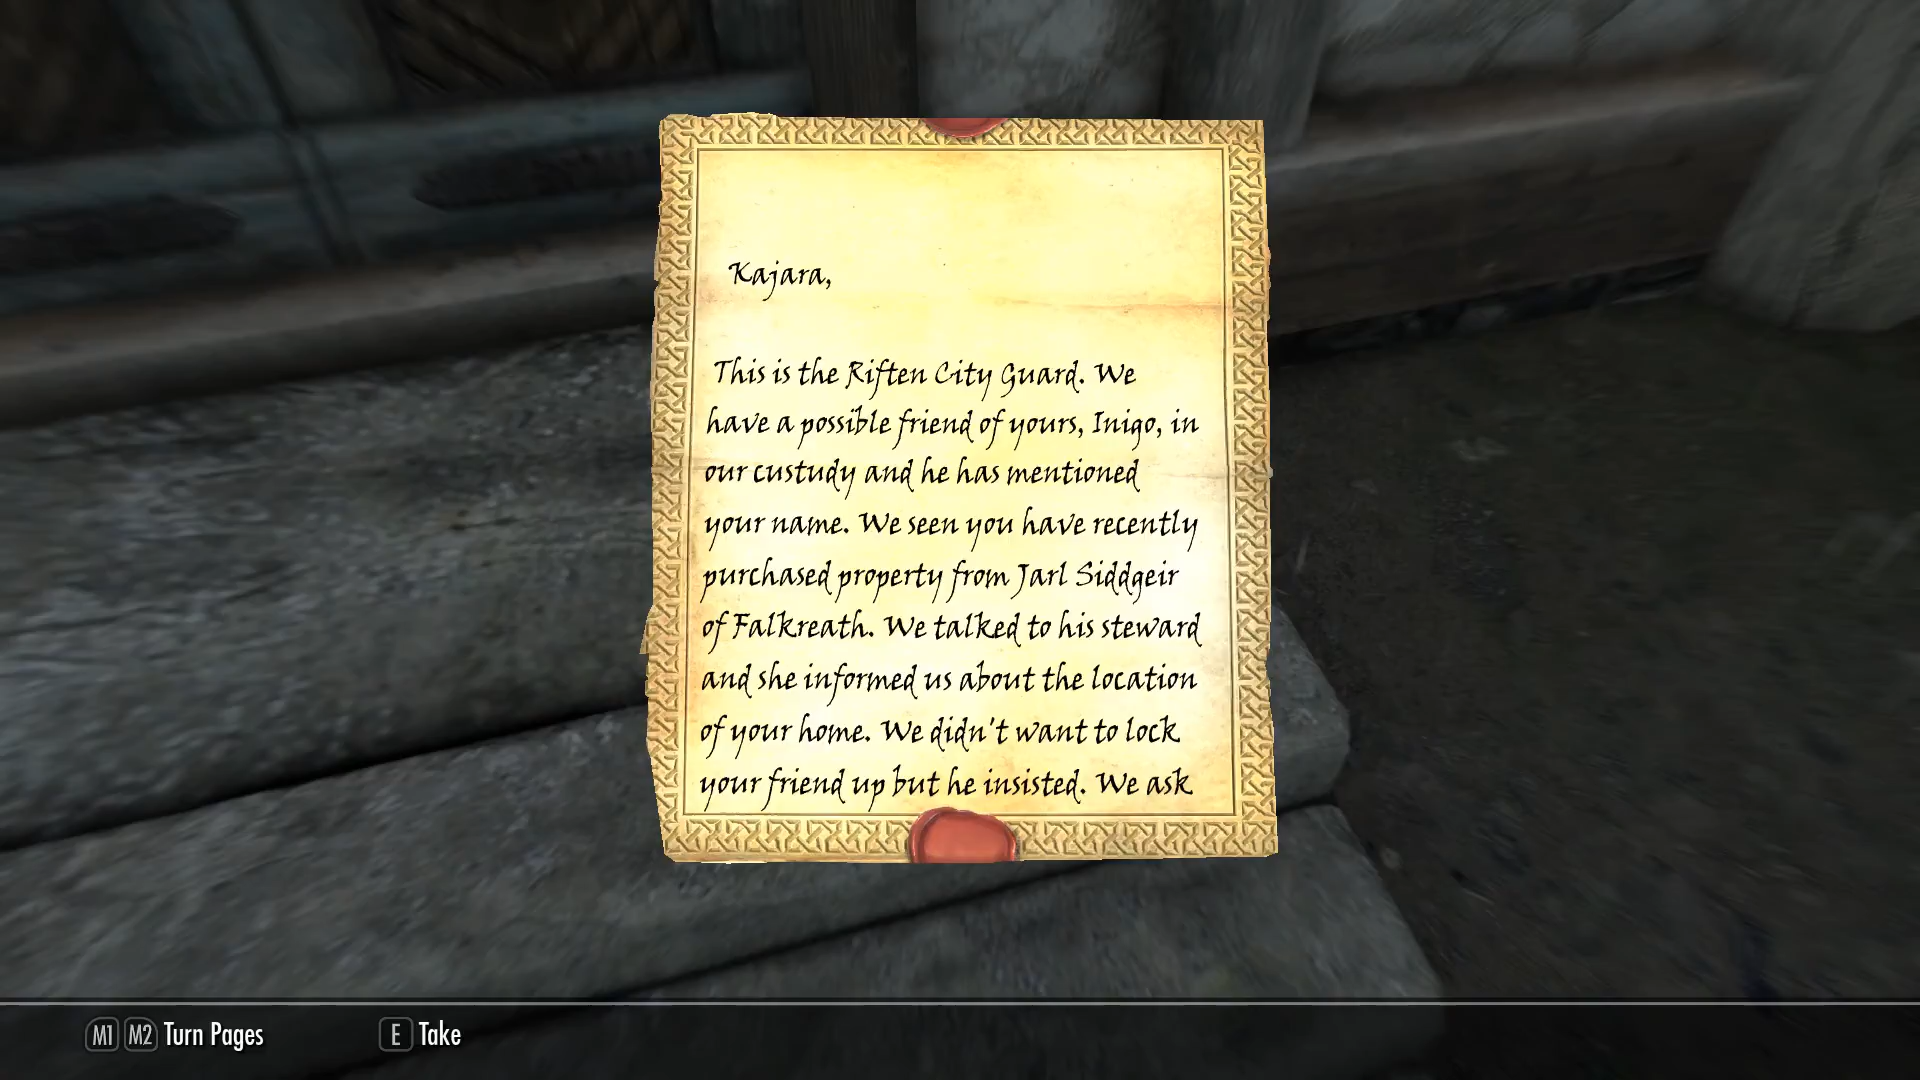 Kajara,
This is the Riften City Guard. We
have a possible friend of yours, Inigo, in
our custudy and he has mentioned
your name. We seen you have recently
purchased property from Jarl Siddgeir
of Falkreath. We talked to his steward
and she informed us about the location
of your home. We didn't want to lock
your friend up but he insisted. We ask
M1 M2 Turn Pages
E Take